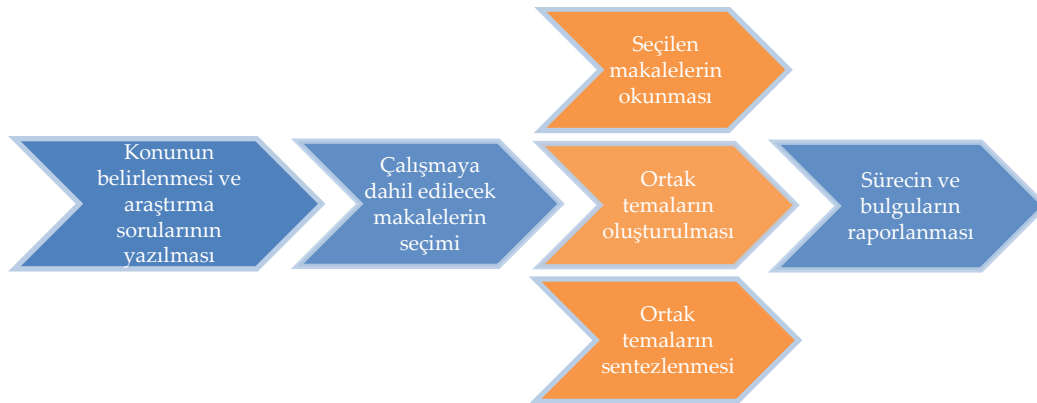 Konunun
belirlenmesi ve
araştırma
sorularının
yazılması
Çalışmaya
dahil edilecek
makalelerin
seçimi
Seçilen
makalelerin
okunması
Ortak
temaların
oluşturulması
Ortak
temaların
sentezlenmesi
Sürecin ve
bulguların
raporlanması